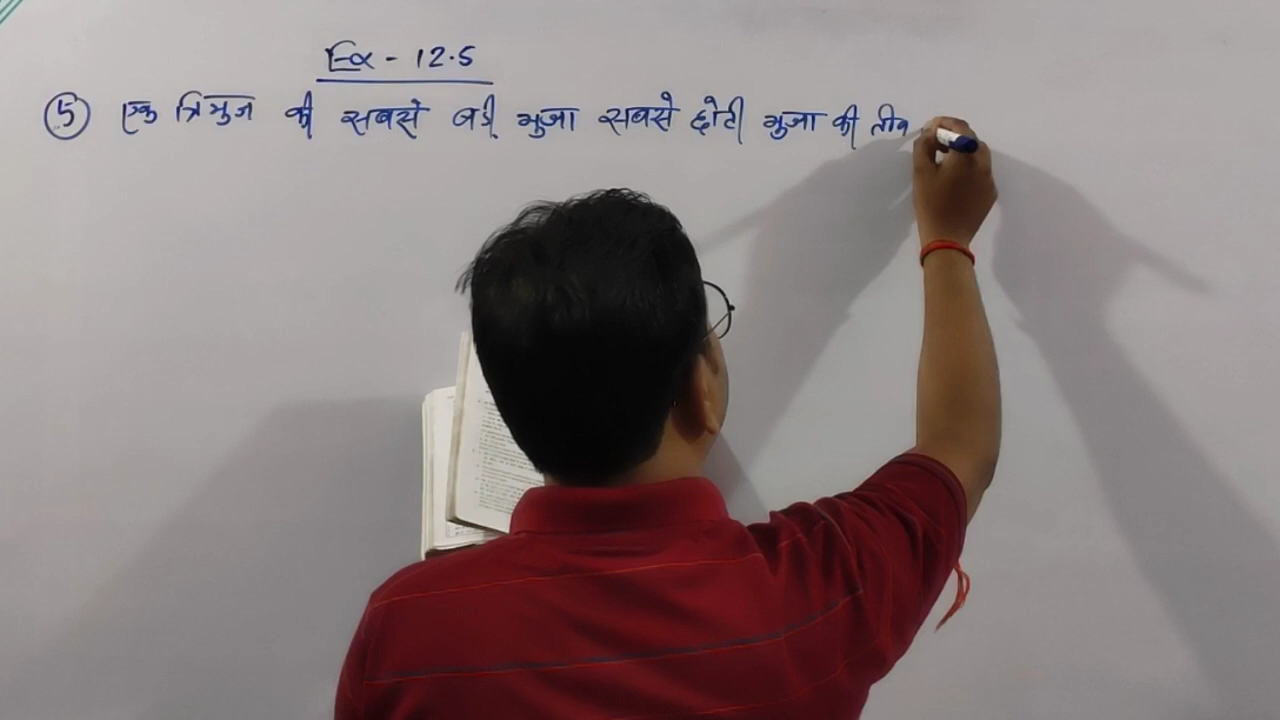 Ex - 12.5
⑤ एक त्रिभुज की सबसे बड़ी भुजा सबसे छोटी भुजा की तीन